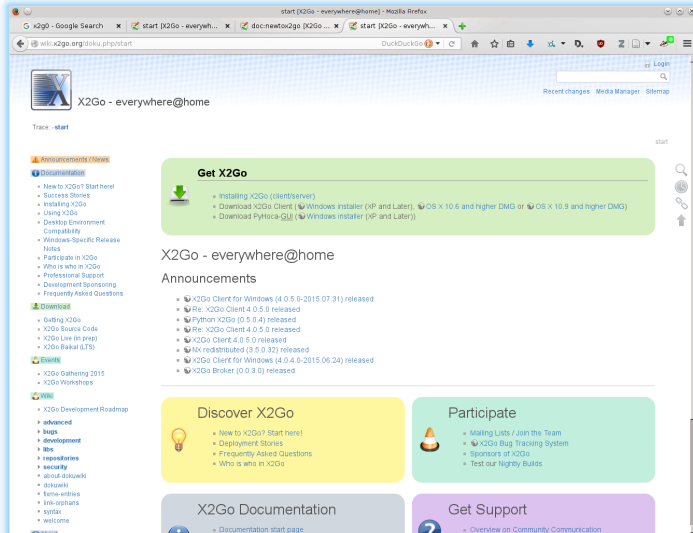 start [X2Go - everywhere@home] - Mozilla Firefox
x2g0 - Google Search
start [X2Go - everywh...
doc:newtox2go [X2Go ...
start [X2Go - everywh...
wiki.x2go.org/doku.php/start
DuckDuckGo
Login
X2Go - everywhere@home
Recent changes Media Manager Sitemap
Trace: • start
start
Announcements / News
Documentation
New to X2Go? Start here!
Success Stories
Installing X2Go
Using X2Go
Desktop Environment
Compatibility
Windows-Specific Release
Notes
Participate in X2Go
Who is who in X2Go
Professional Support
Development Sponsoring
Frequently Asked Questions
Download
Getting X2Go
X2Go Source Code
X2Go Live (in prep)
X2Go Baikal (LTS)
Events
X2Go Gathering 2015
X2Go Workshops
Wiki
X2Go Development Roadmap
advanced
bugs
development
libs
repositories
security
about-dokuwiki
dokuwiki
fixme-entries
link-orphans
syntax
welcome
Get X2Go
Installing X2Go (client/server)
Download X2Go Client ( Windows installer (XP and Later), OS X 10.6 and higher DMG or OS X 10.9 and higher DMG)
Download PyHoca-GUI ( Windows installer (XP and Later))
X2Go - everywhere@home
Announcements
X2Go Client for Windows (4.0.5.0-2015.07.31) released
Re: X2Go Client 4.0.5.0 released
Python X2Go (0.5.0.4) released
Re: X2Go Client 4.0.5.0 released
X2Go Client 4.0.5.0 released
NX redistributed (3.5.0.32) released
X2Go Client for Windows (4.0.4.0-2015.06.24) released
X2Go Broker (0.0.3.0) released
Discover X2Go
New to X2Go? Start here!
Deployment Stories
Frequently Asked Questions
Who is who in X2Go
Participate
Mailing Lists / Join the Team
X2Go Bug Tracking System
Sponsors of X2Go
Test our Nightly Builds
X2Go Documentation
Documentation start page
Get Support
Overview on Community Communication